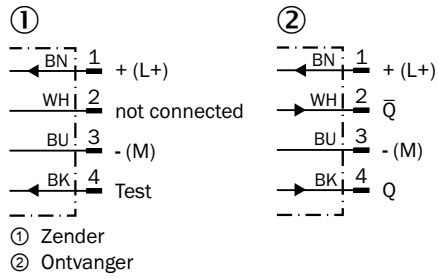 ①
BN 1 + (L+)
WH 2 not connected
BU 3 - (M)
BK 4 Test
②
BN 1 + (L+)
WH 2 Q̅
BU 3 - (M)
BK 4 Q
① Zender
② Ontvanger